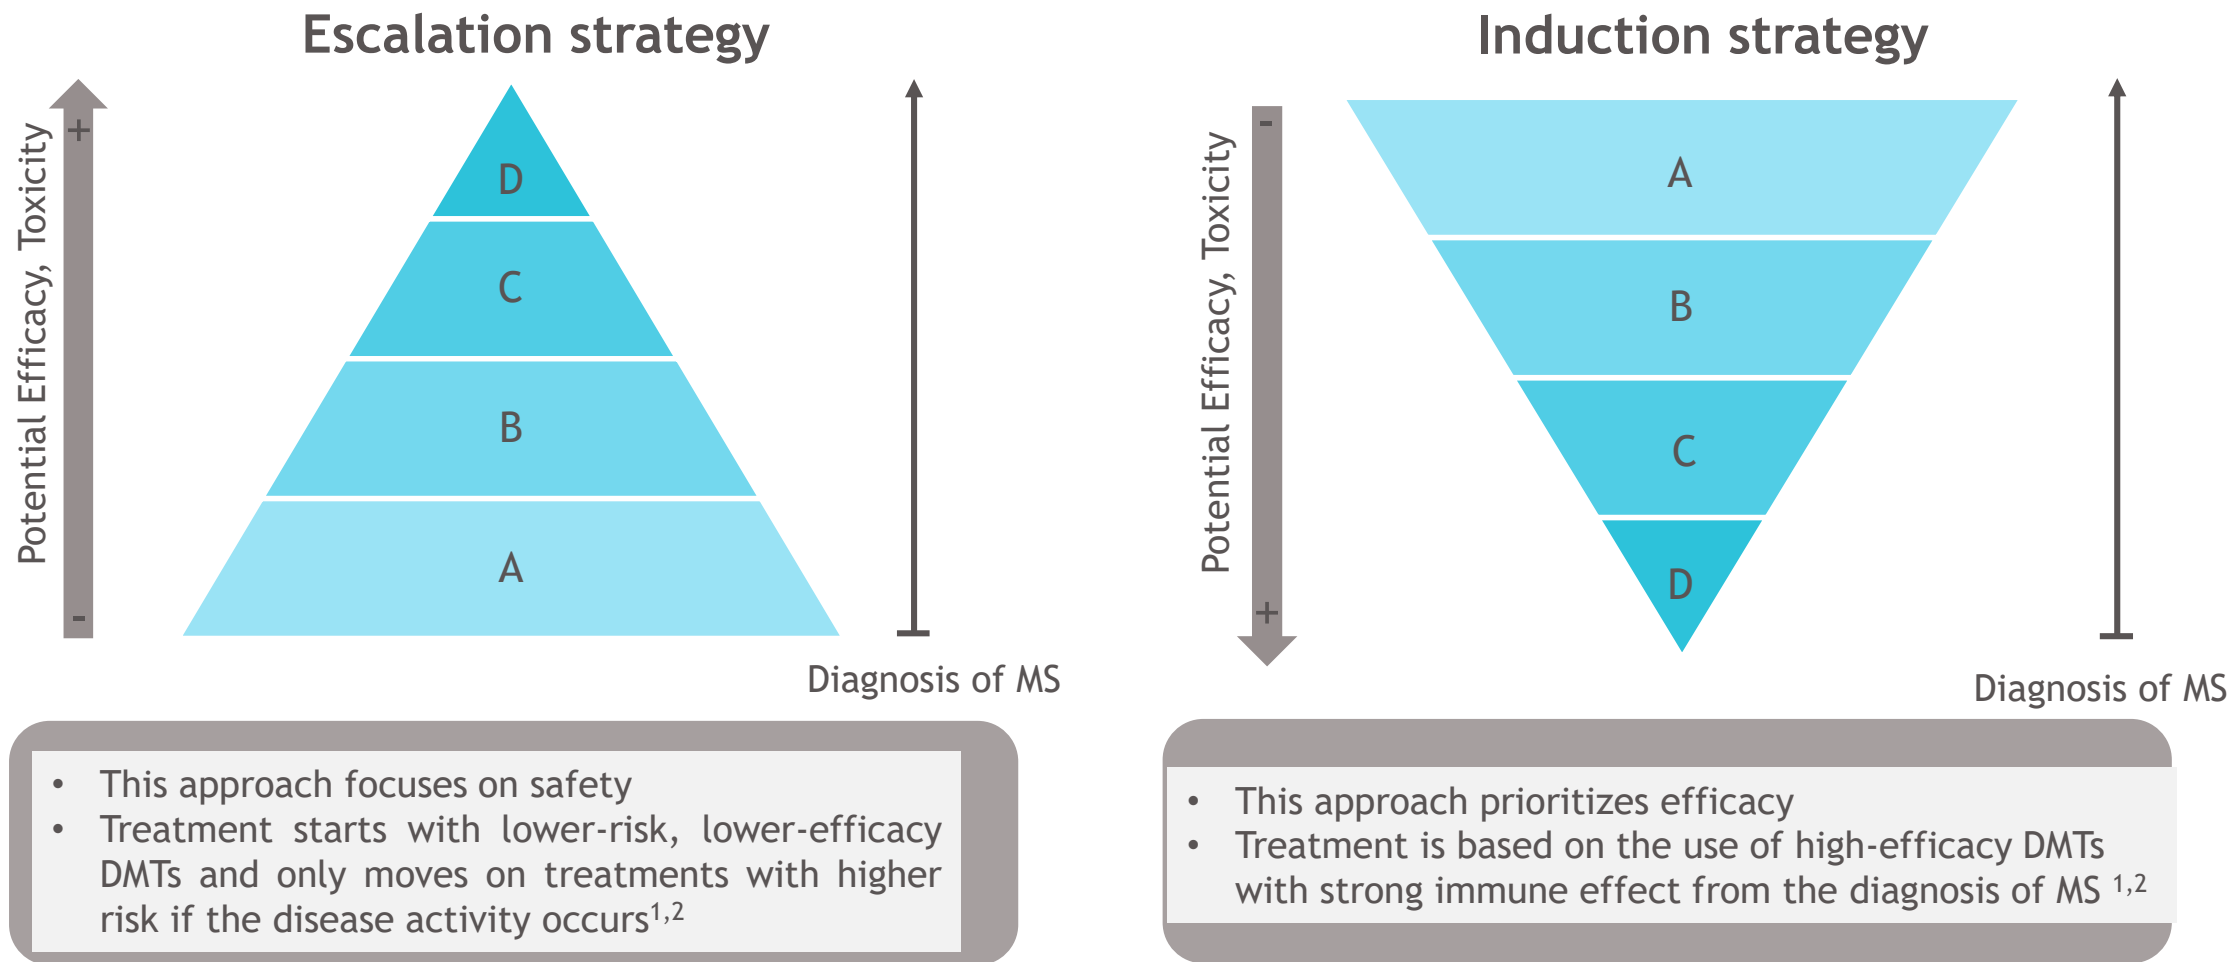 Escalation strategy
Potential Efficacy, Toxicity
+
-
D
C
B
A
Diagnosis of MS
• This approach focuses on safety
• Treatment starts with lower-risk, lower-efficacy
DMTs and only moves on treatments with higher
risk if the disease activity occurs1,2
Induction strategy
Potential Efficacy, Toxicity
-
+
A
B
C
D
Diagnosis of MS
• This approach prioritizes efficacy
• Treatment is based on the use of high-efficacy DMTs
with strong immune effect from the diagnosis of MS 1,2